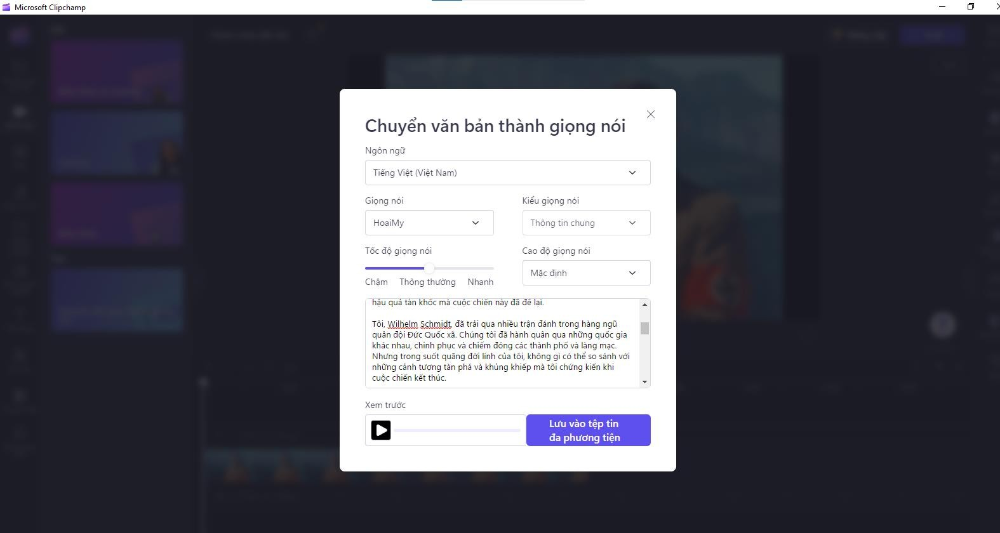 Microsoft Clipchamp
Chuyển văn bản thành giọng nói
Ngôn ngữ
Tiếng Việt (Việt Nam)
Giọng nói
Kiểu giọng nói
HoaiMy
Thông tin chung
Tốc độ giọng nói
Cao độ giọng nói
Chậm Thông thường Nhanh
Mặc định
hậu quả tàn khốc mà cuộc chiến này đã để lại.
Tôi, Wilhelm Schmidt, đã trải qua nhiều trận đánh trong hàng ngũ
quân đội Đức Quốc xã. Chúng tôi đã hành quân qua những quốc gia
khác nhau, chinh phục và chiếm đóng các thành phố và làng mạc.
Nhưng trong suốt quãng đời lính của tôi, không gì có thể so sánh với
những cảnh tượng tàn phá và khủng khiếp mà tôi chứng kiến khi
cuộc chiến kết thúc.
Xem trước
Lưu vào tệp tin
đa phương tiện